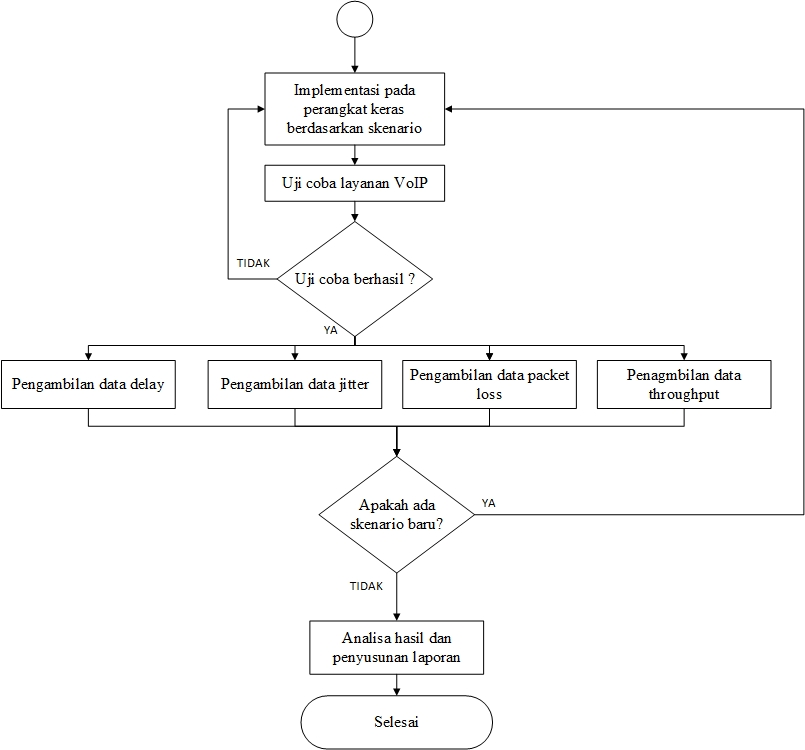 Implementasi pada
perangkat keras
berdasarkan skenario
Uji coba layanan VoIP
TIDAK
Uji coba berhasil ?
YA
Pengambilan data delay
Pengambilan data jitter
Pengambilan data packet
loss
Penagmbilan data
throughput
Apakah ada
skenario baru?
YA
TIDAK
Analisa hasil dan
penyusunan laporan
Selesai